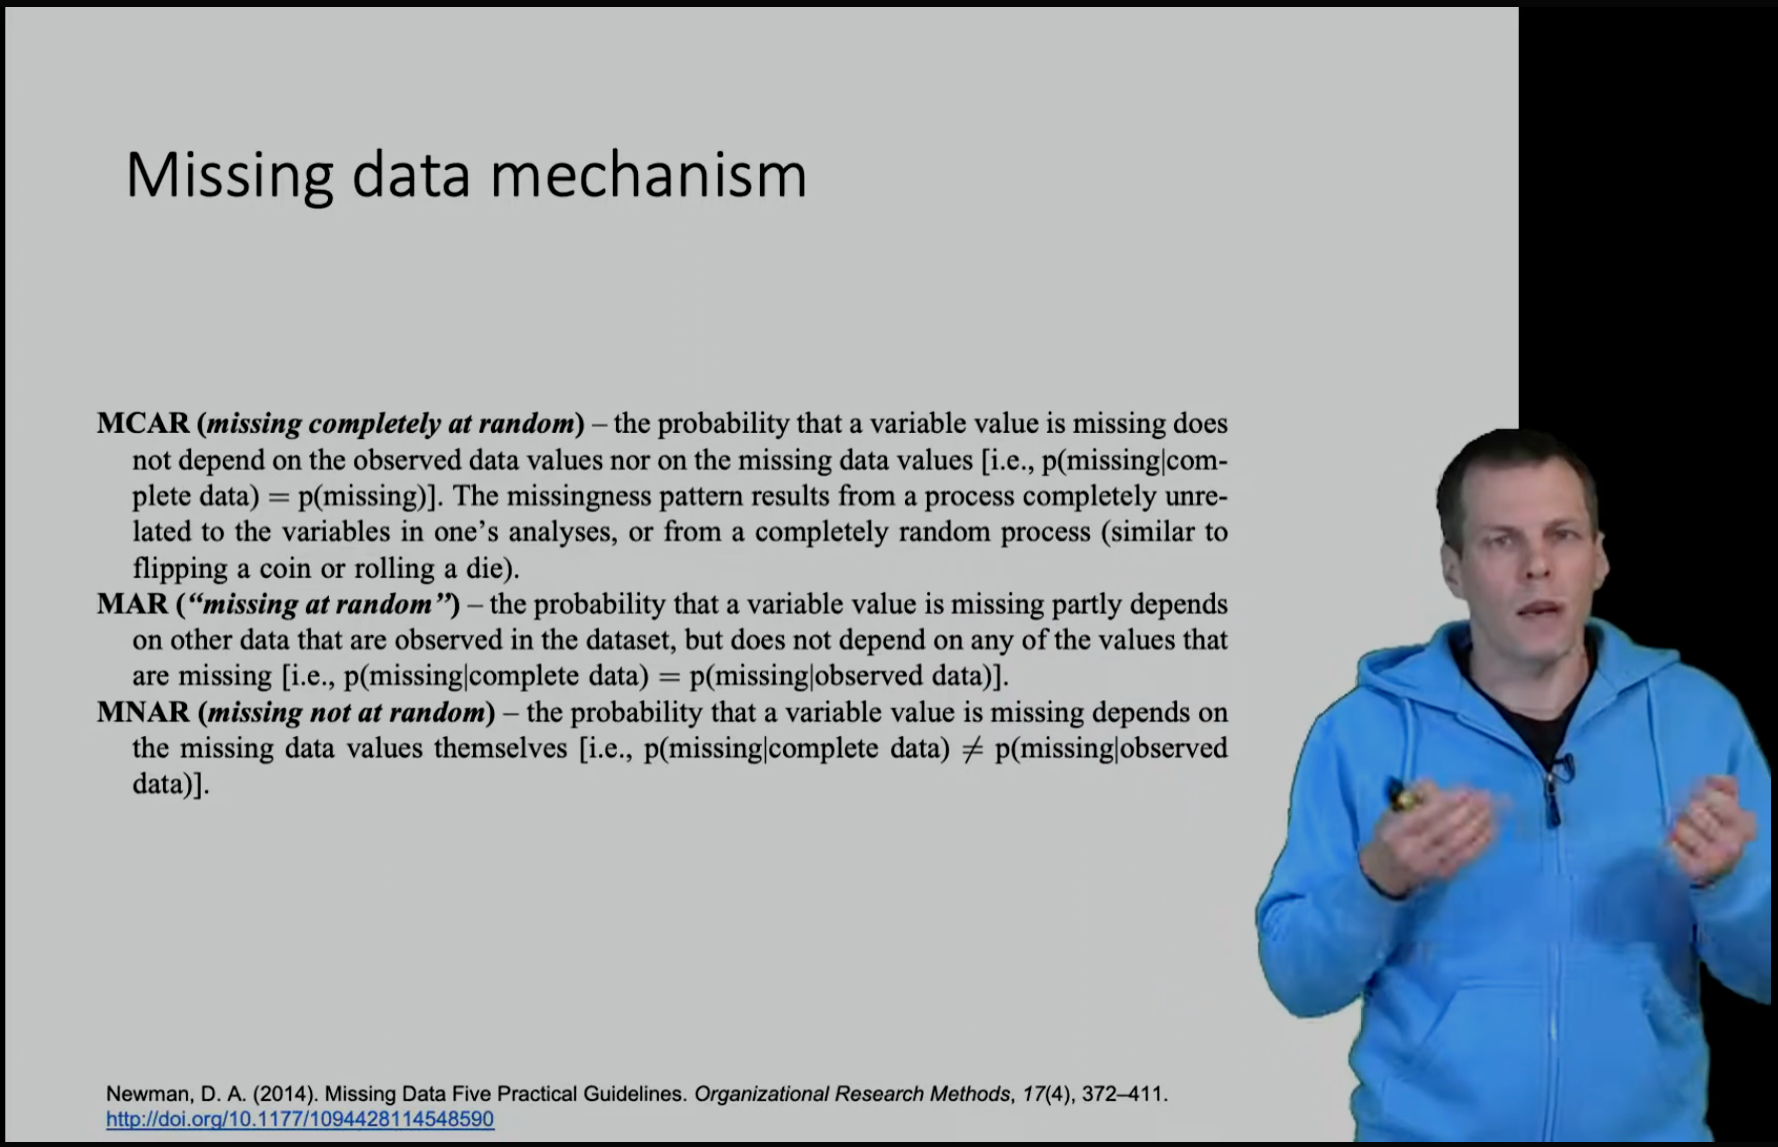 Missing data mechanism
MCAR (missing completely at random) – the probability that a variable value is missing does
not depend on the observed data values nor on the missing data values [i.e., p(missing|com-
plete data) = p(missing)]. The missingness pattern results from a process completely unre-
lated to the variables in one’s analyses, or from a completely random process (similar to
flipping a coin or rolling a die).
MAR (“missing at random”) – the probability that a variable value is missing partly depends
on other data that are observed in the dataset, but does not depend on any of the values that
are missing [i.e., p(missing|complete data) = p(missing|observed data)].
MNAR (missing not at random) – the probability that a variable value is missing depends on
the missing data values themselves [i.e., p(missing|complete data) ≠ p(missing|observed
data)].
Newman, D. A. (2014). Missing Data Five Practical Guidelines. Organizational Research Methods, 17(4), 372–411.
http://doi.org/10.1177/1094428114548590